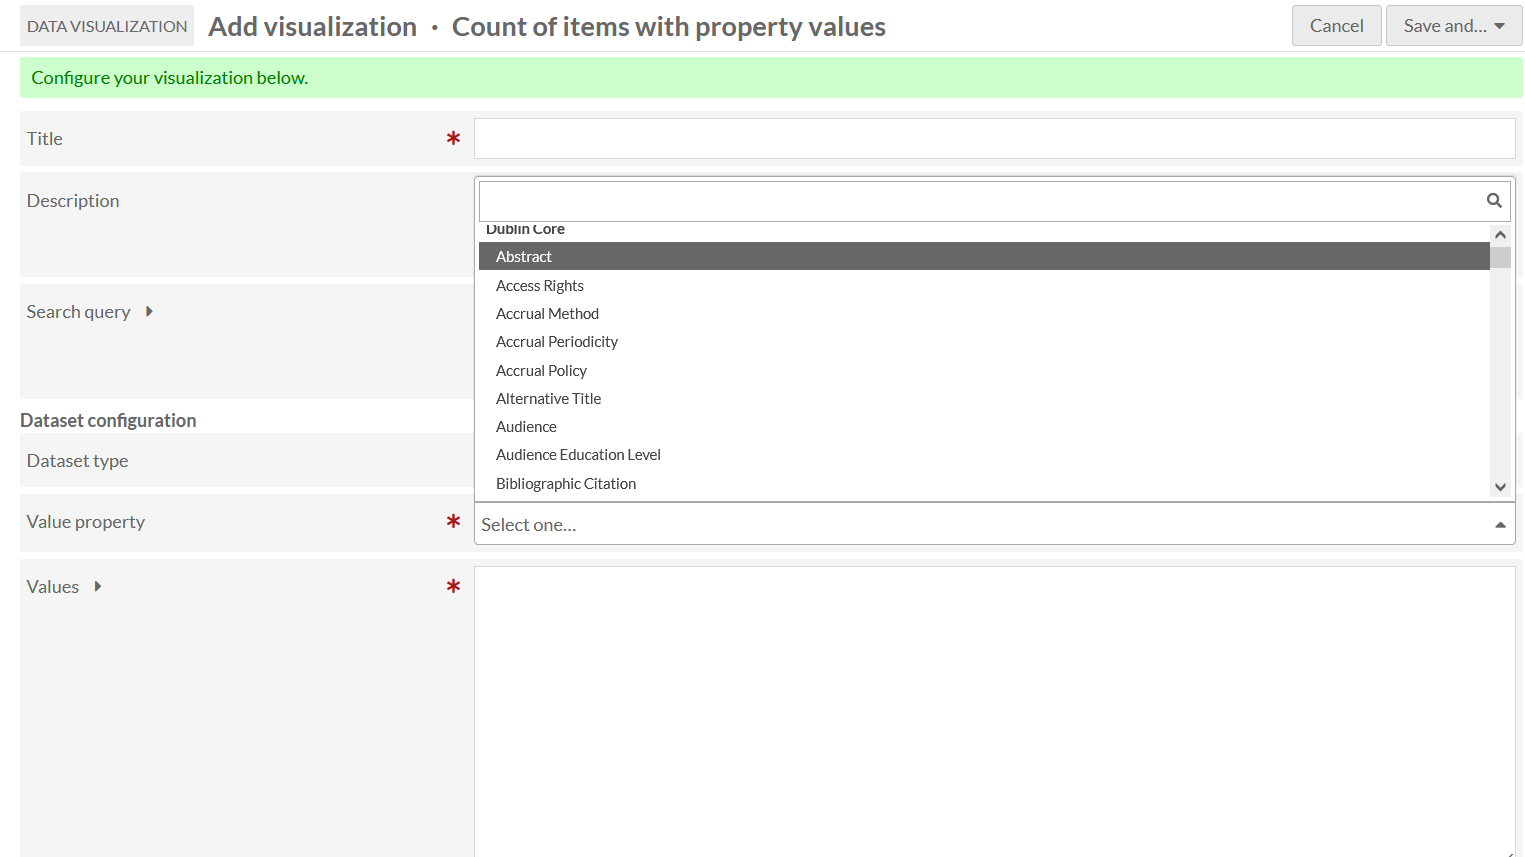 DATA VISUALIZATION Add visualization · Count of items with property values Cancel Save and...
Configure your visualization below.
Title *
Description
Dublin Core
Abstract
Access Rights
Search query
Accrual Method
Accrual Periodicity
Accrual Policy
Alternative Title
Dataset configuration
Audience
Audience Education Level
Dataset type
Bibliographic Citation
Value property * Select one...
Values *